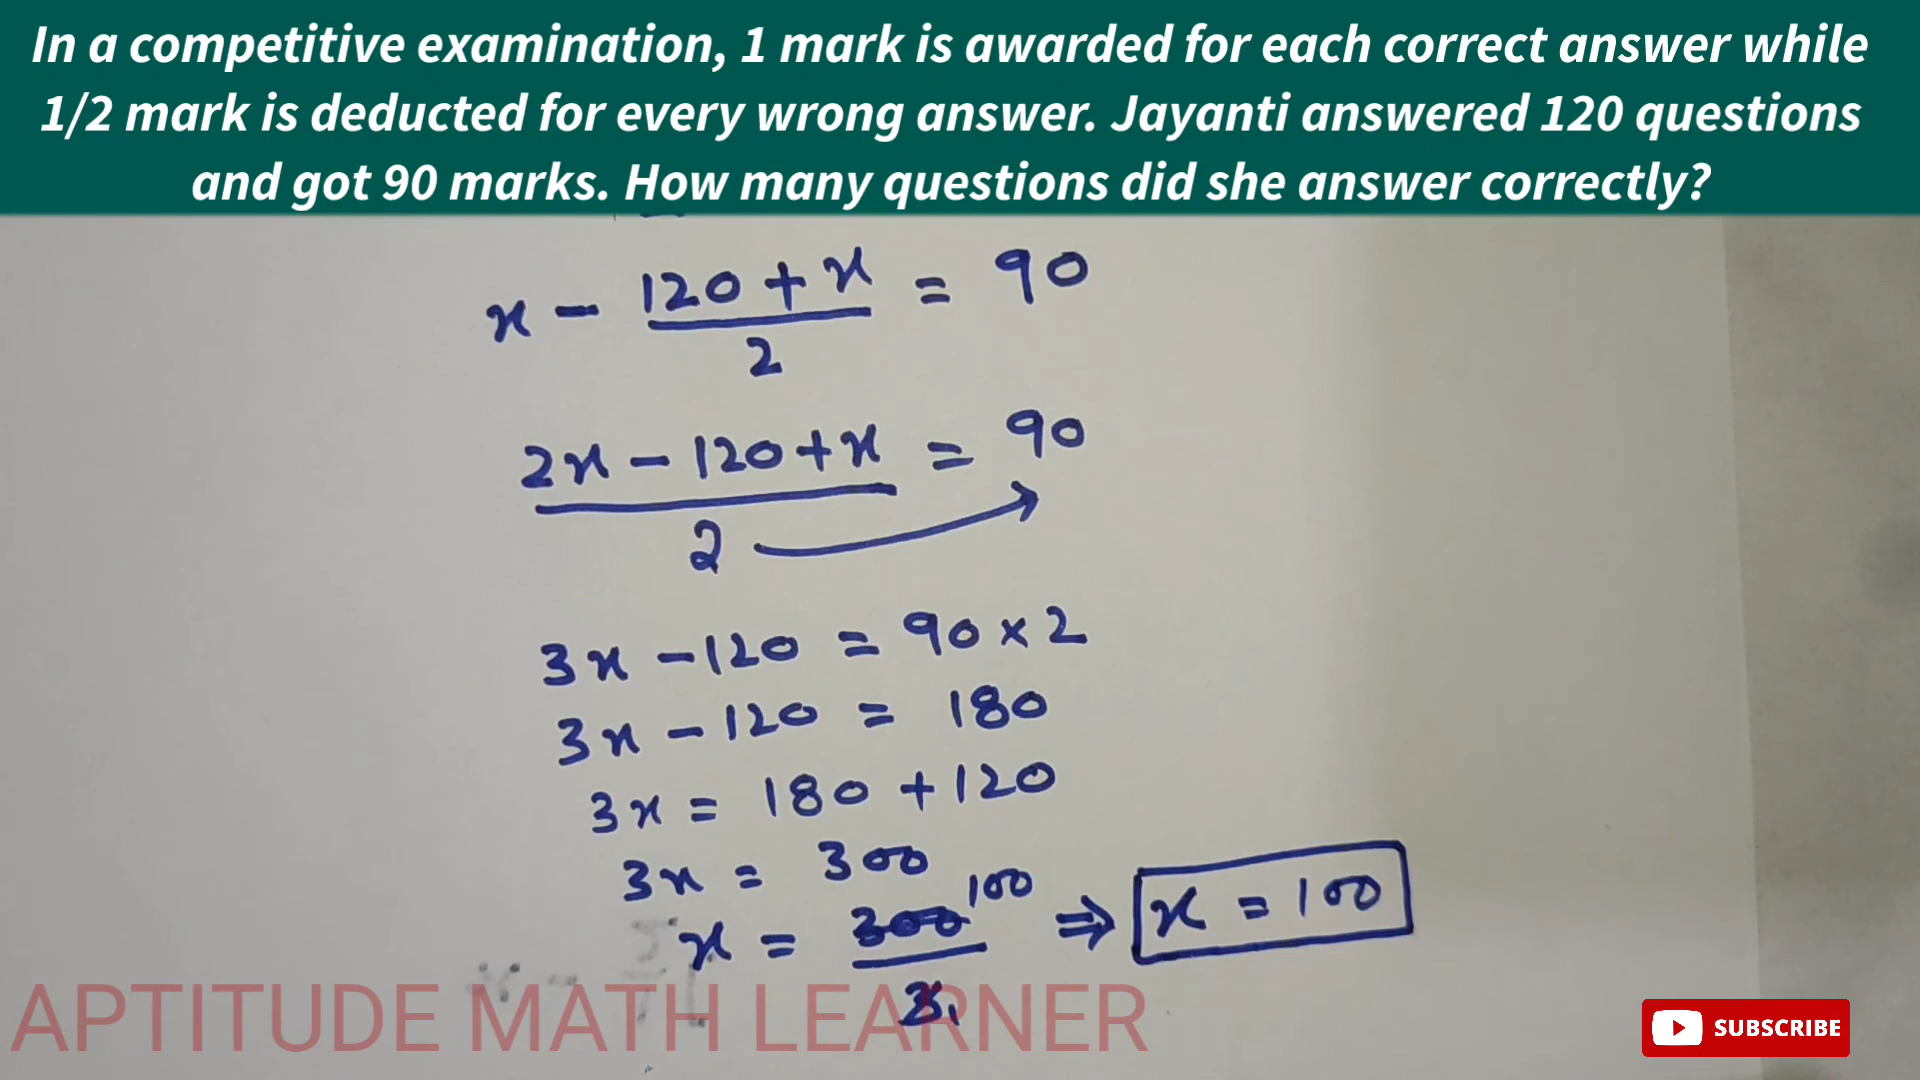 In a competitive examination, 1 mark is awarded for each correct answer while
1/2 mark is deducted for every wrong answer. Jayanti answered 120 questions
and got 90 marks. How many questions did she answer correctly?
x - 120 + x / 2 = 90
2x - 120 + x / 2 = 90
3x - 120 = 90 × 2
3x - 120 = 180
3x = 180 + 120
3x = 300
x = 300 100 / 3 1 ⇒ x = 100
APTITUDE MATH LEARNER
SUBSCRIBE